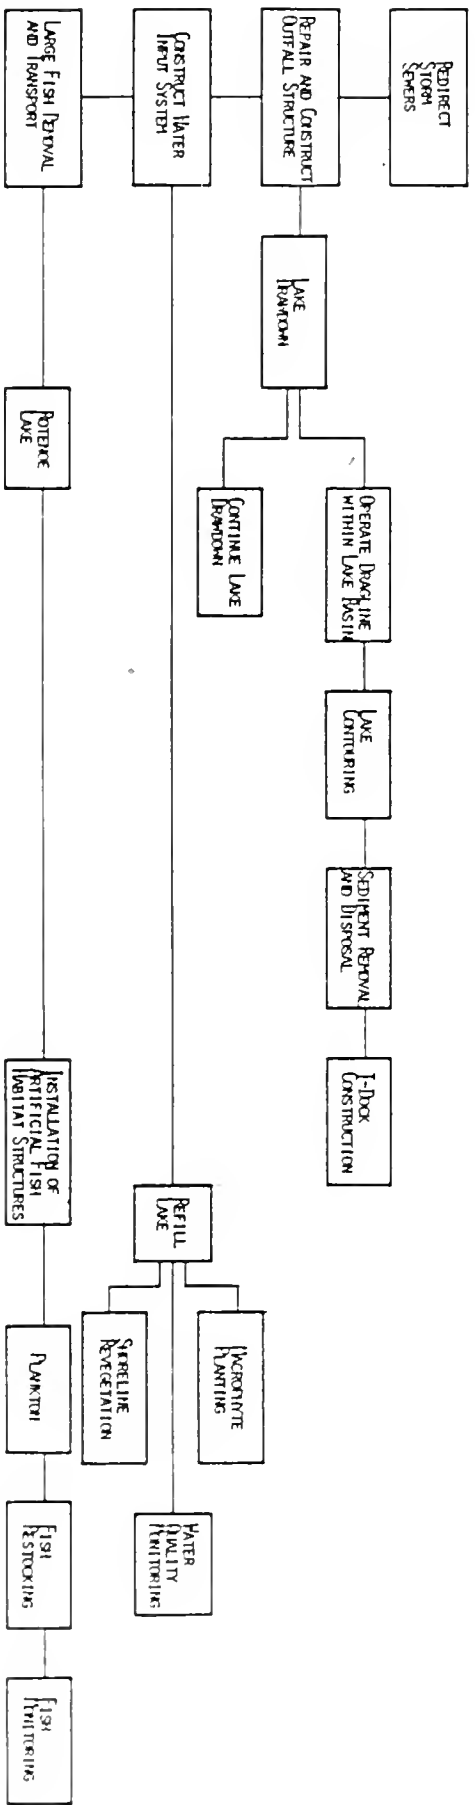 REDIRECT
STORM
SEWERS
REPAIR AND CONSTRUCT
OUTFALL STRUCTURE
LAKE
DRAWDOWN
OPERATE DRAGLINE
WITHIN LAKE BASIN
LAKE
CONTOURING
SEDIMENT REMOVAL
AND DISPOSAL
T-DOCK
CONSTRUCTION
CONTINUE LAKE
DRAWDOWN
CONSTRUCT WATER
INPUT SYSTEM
REFILL
LAKE
MACROPHYTE
PLANTING
WATER
QUALITY
MONITORING
SHORELINE
REVEGETATION
LARGE FISH REMOVAL
AND TRANSPORT
ROTENOE
LAKE
INSTALLATION OF
ARTIFICIAL FISH
HABITAT STRUCTURES
PLANKTON
FISH
RESTOCKING
FISH
MONITORING